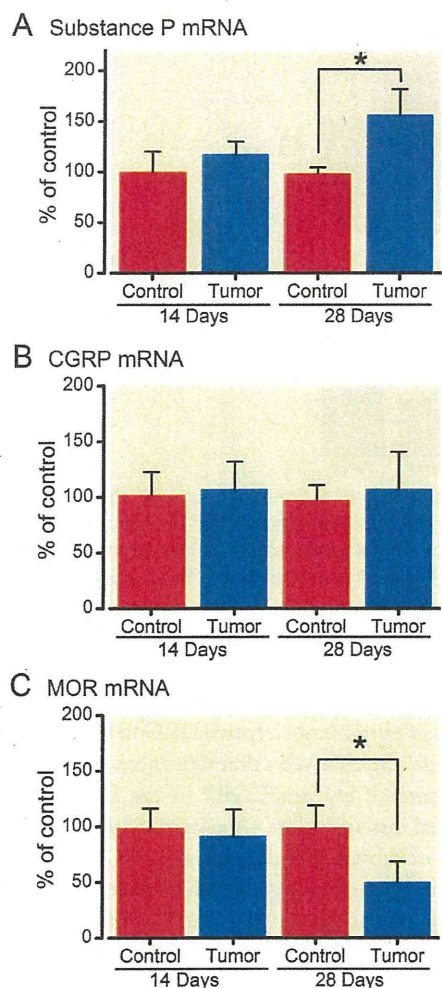 A Substance P mRNA
% of control
200
150
100
50
0
*
Control Tumor Control Tumor
14 Days 28 Days
B CGRP mRNA
% of control
200
150
100
50
0
Control Tumor Control Tumor
14 Days 28 Days
C MOR mRNA
% of control
200
150
100
50
0
*
Control Tumor Control Tumor
14 Days 28 Days